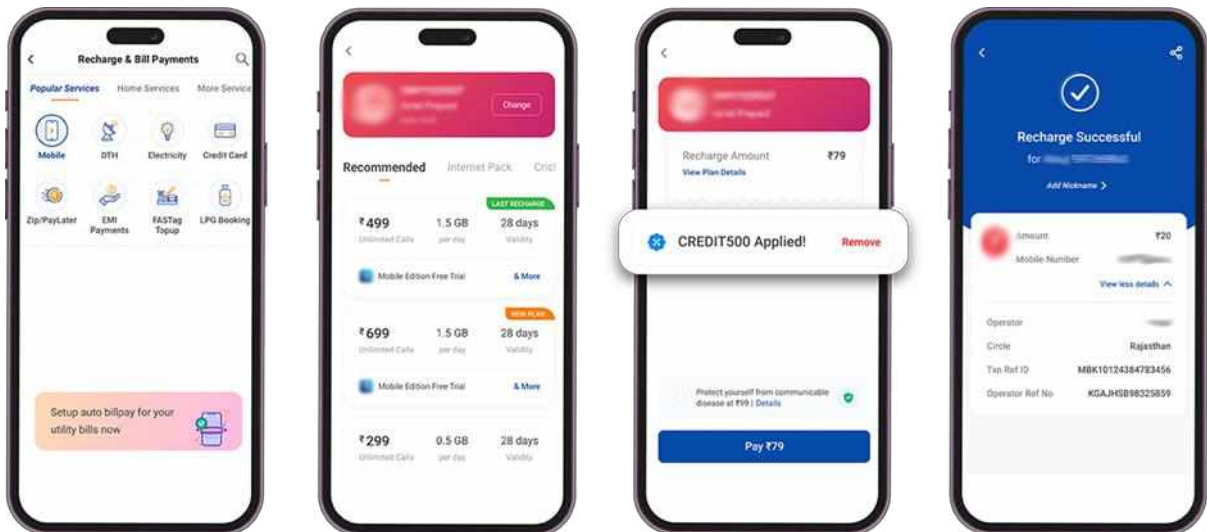 Recharge & Bill Payments
Popular Services Home Services More Service
Mobile DTH Electricity Credit Card
Zip/PayLater EMI Payments FASTag Topup LPG Booking
Setup auto billpay for your
utility bills now
Prepaid
Change
Recommended Internet Pack Cric
LAST RECHARGE
₹499 1.5 GB 28 days
Unlimited Calls per day Validity
Mobile Edition Free Trial & More
NEW PLAN
₹699 1.5 GB 28 days
Unlimited Calls per day Validity
Mobile Edition Free Trial & More
₹299 0.5 GB 28 days
Unlimited Calls per day Validity
Prepaid
Recharge Amount ₹79
View Plan Details
CREDIT500 Applied! Remove
Protect yourself from communicable
disease at ₹99 | Details
Pay ₹79
Recharge Successful
for
Add Nickname >
Amount ₹20
Mobile Number
View less details
Operator
Circle Rajasthan
Txn Ref ID MBK10124384783456
Operator Ref No KGAJHSB98325859